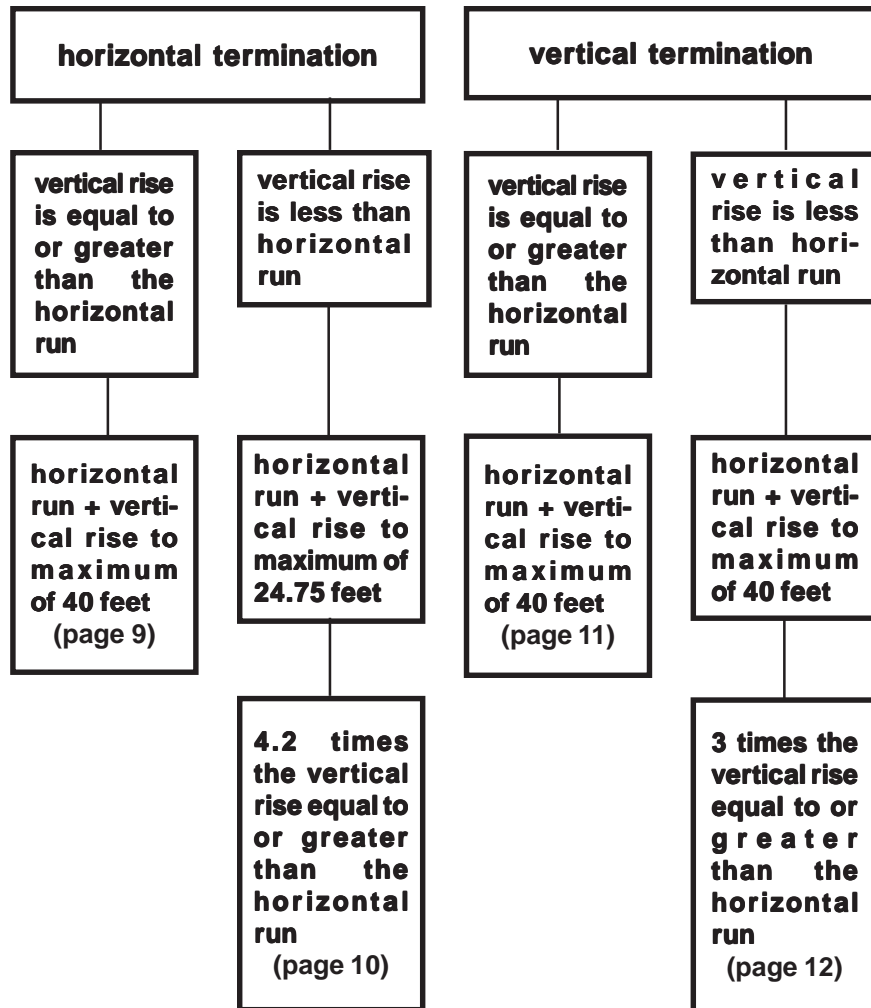 horizontal termination
vertical termination
vertical rise
is equal to
or greater
than the
horizontal
run
vertical rise
is less than
horizontal
run
vertical rise
is equal to
or greater
than the
horizontal
run
vertical
rise is less
than hori-
zontal run
horizontal
run + verti-
cal rise to
maximum
of 40 feet
(page 9)
horizontal
run + verti-
cal rise to
maximum of
24.75 feet
horizontal
run + verti-
cal rise to
maximum
of 40 feet
(page 11)
horizontal
run + verti-
cal rise to
maximum
of 40 feet
4.2 times
the vertical
rise equal to
or greater
than the
horizontal
run
(page 10)
3 times the
vertical rise
equal to or
greater
than the
horizontal
run
(page 12)